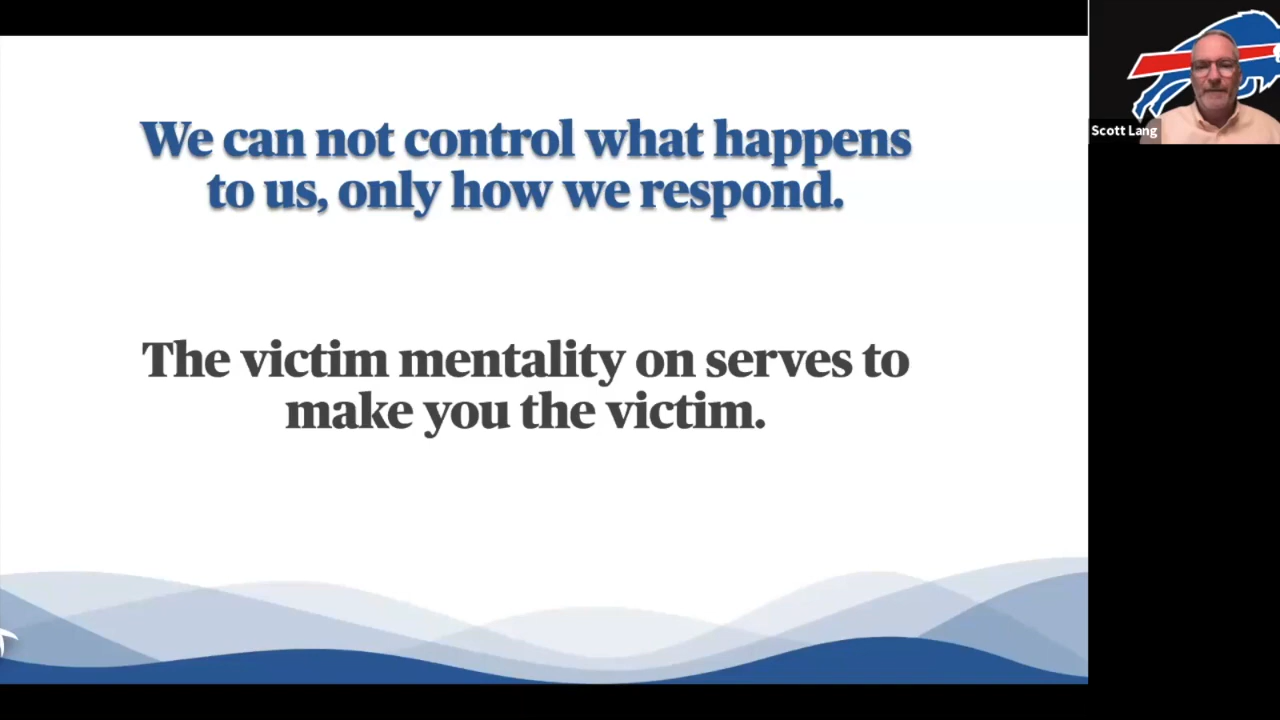 We can not control what happens
to us, only how we respond.
The victim mentality on serves to
make you the victim.
Scott Lang